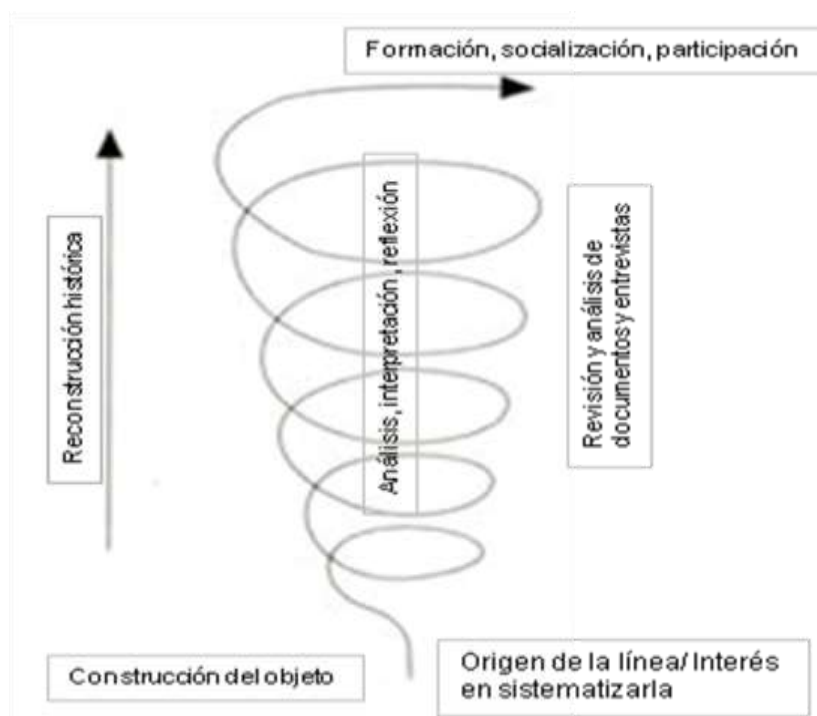 Formación, socialización, participación
Reconstrucción histórica
Análisis, interpretación , reflexión
Revisión y análisis de
documentos y entrevistas
Construcción del objeto
Origen de la línea/ Interés
en sistematizarla